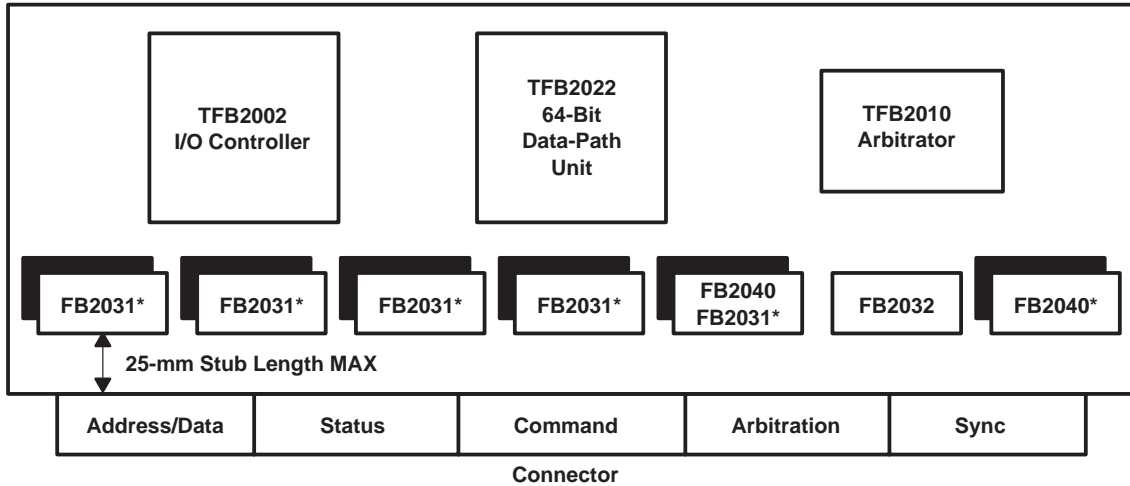 TFB2002
I/O Controller
TFB2022
64-Bit
Data-Path
Unit
TFB2010
Arbitrator
FB2031*
FB2031*
FB2031*
FB2031*
FB2040
FB2031*
FB2032
FB2040*
25-mm Stub Length MAX
Address/Data
Status
Command
Arbitration
Sync
Connector